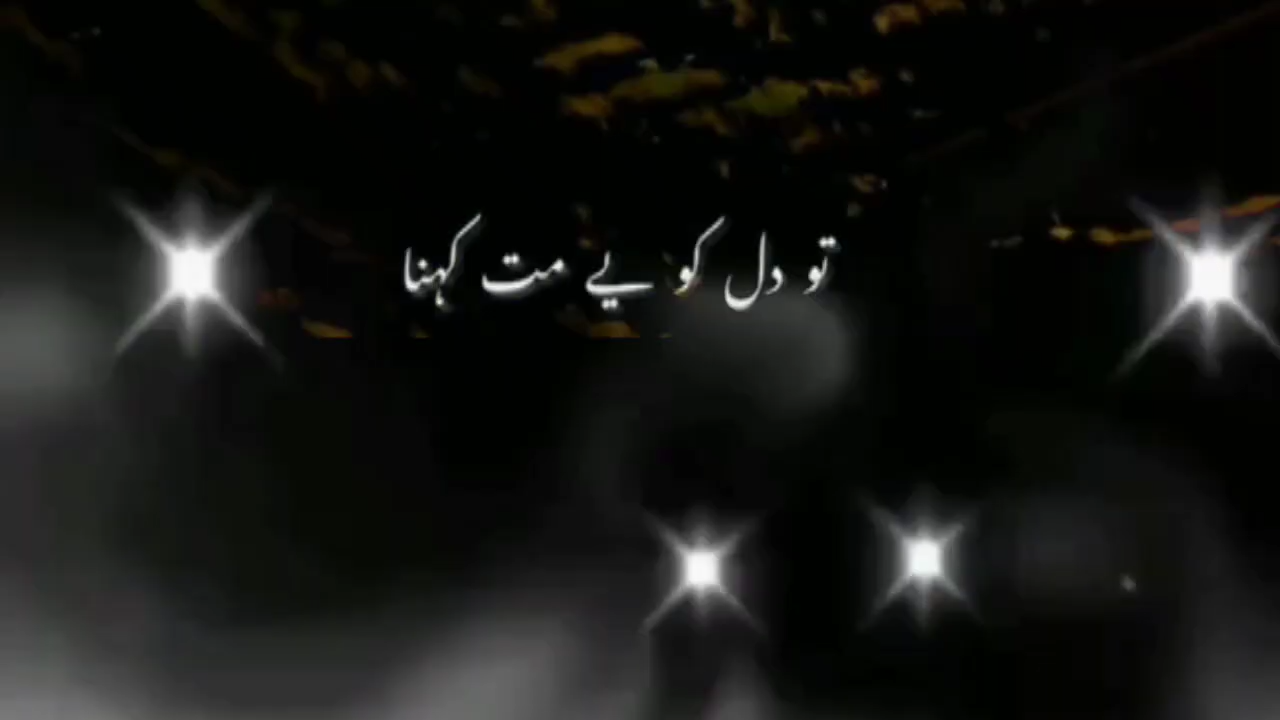 تو دل کو یے مت کہنا